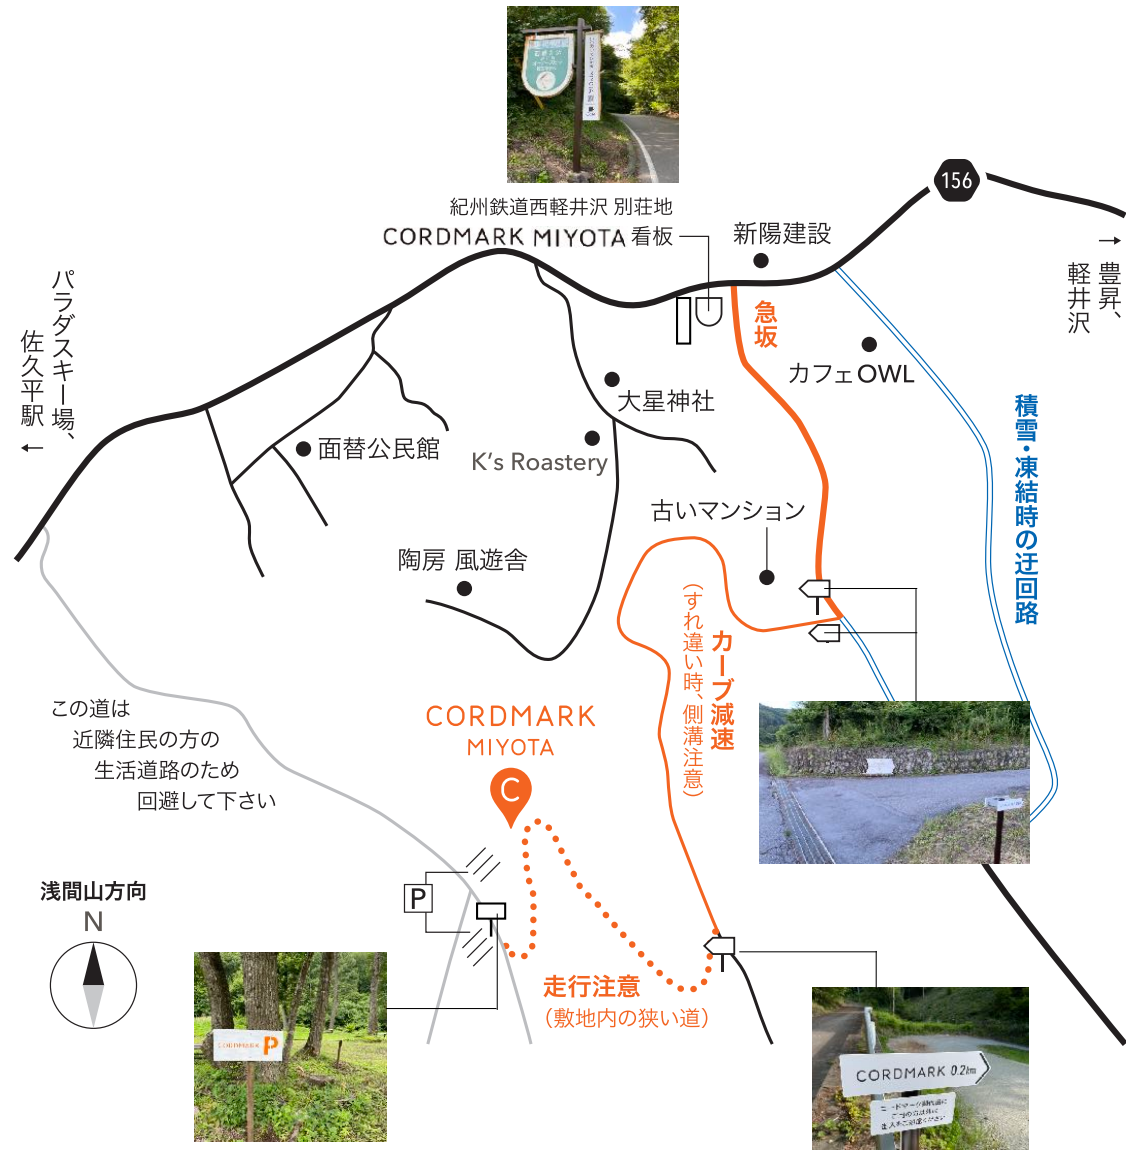 紀州鉄道西軽井沢 別荘地
CORDMARK MIYOTA 看板
156
新陽建設
→ 豊昇、
軽井沢
パラダスキー場、
佐久平駅 ←
急坂
カフェ OWL
大星神社
面替公民館
K's Roastery
積雪・凍結時の迂回路
古いマンション
陶房 風遊舎
カーブ減速
(すれ違い時、側溝注意)
この道は
近隣住民の方の
生活道路のため
回避して下さい
CORDMARK
MIYOTA
C
P
浅間山方向
N
走行注意
(敷地内の狭い道)
CORDMARK P
CORDMARK 0.2km